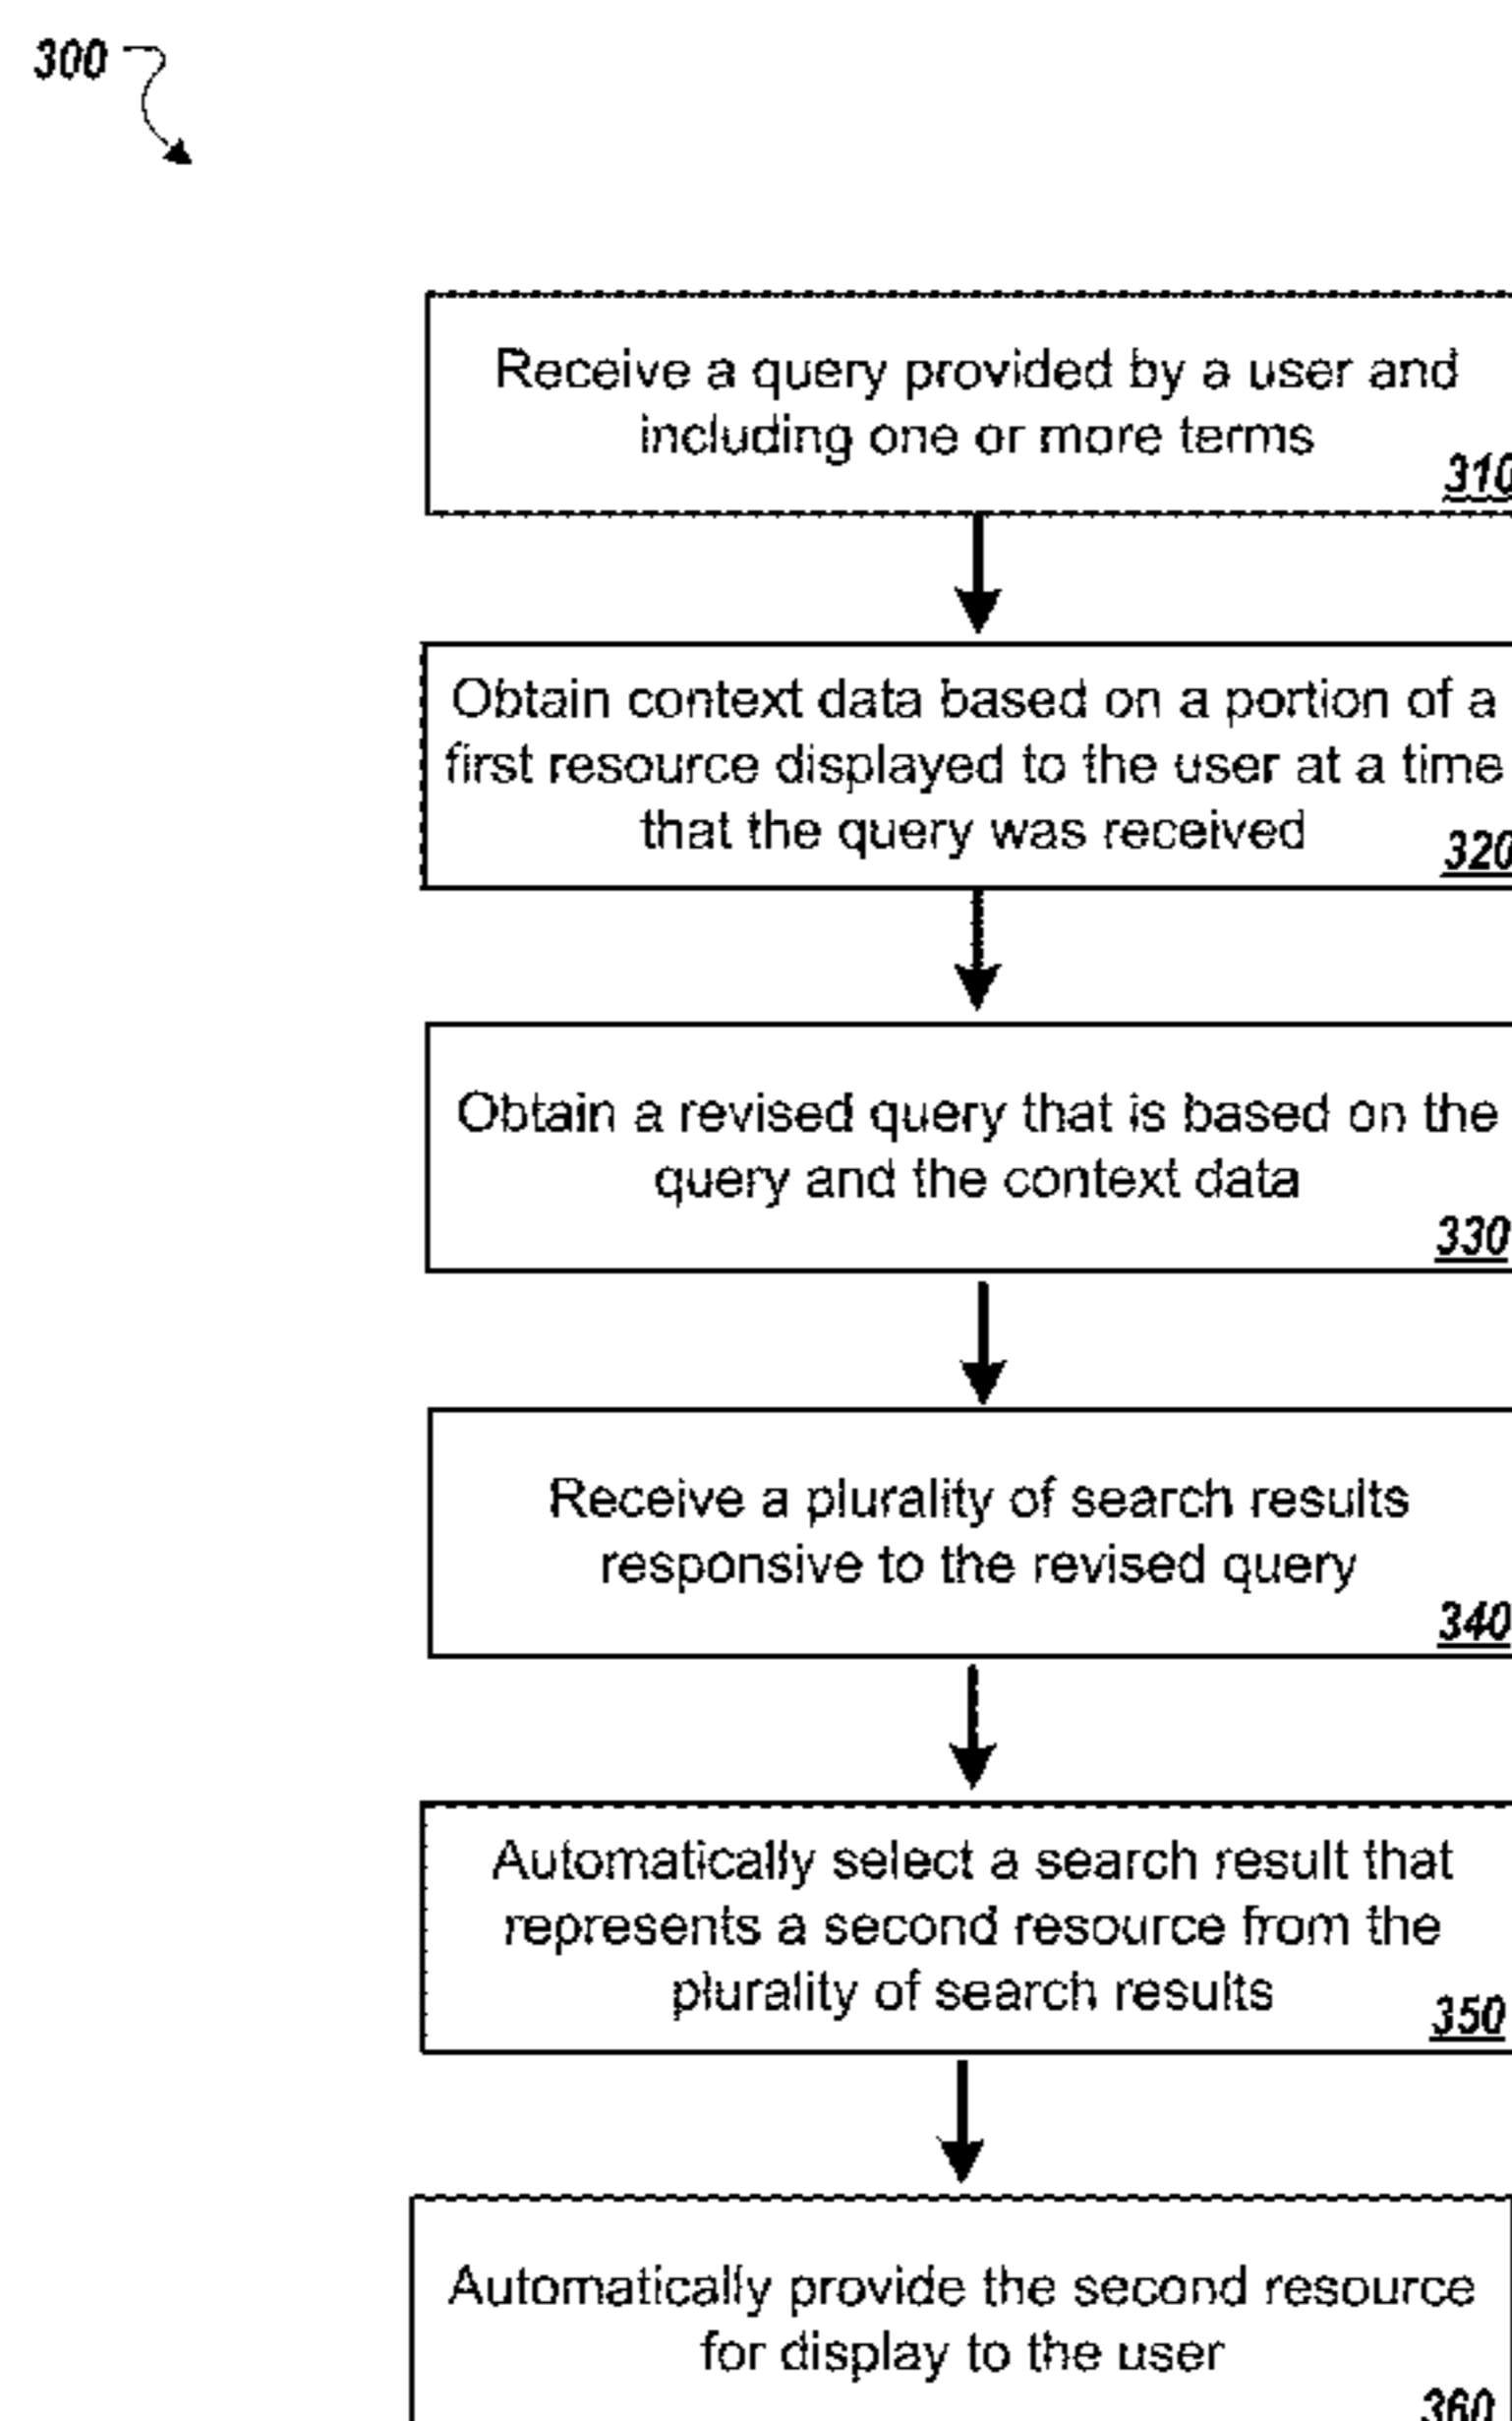 300
Receive a query provided by a user and
including one or more terms
310
Obtain context data based on a portion of a
first resource displayed to the user at a time
that the query was received
320
Obtain a revised query that is based on the
query and the context data
330
Receive a plurality of search results
responsive to the revised query
340
Automatically select a search result that
represents a second resource from the
plurality of search results
350
Automatically provide the second resource
for display to the user
360